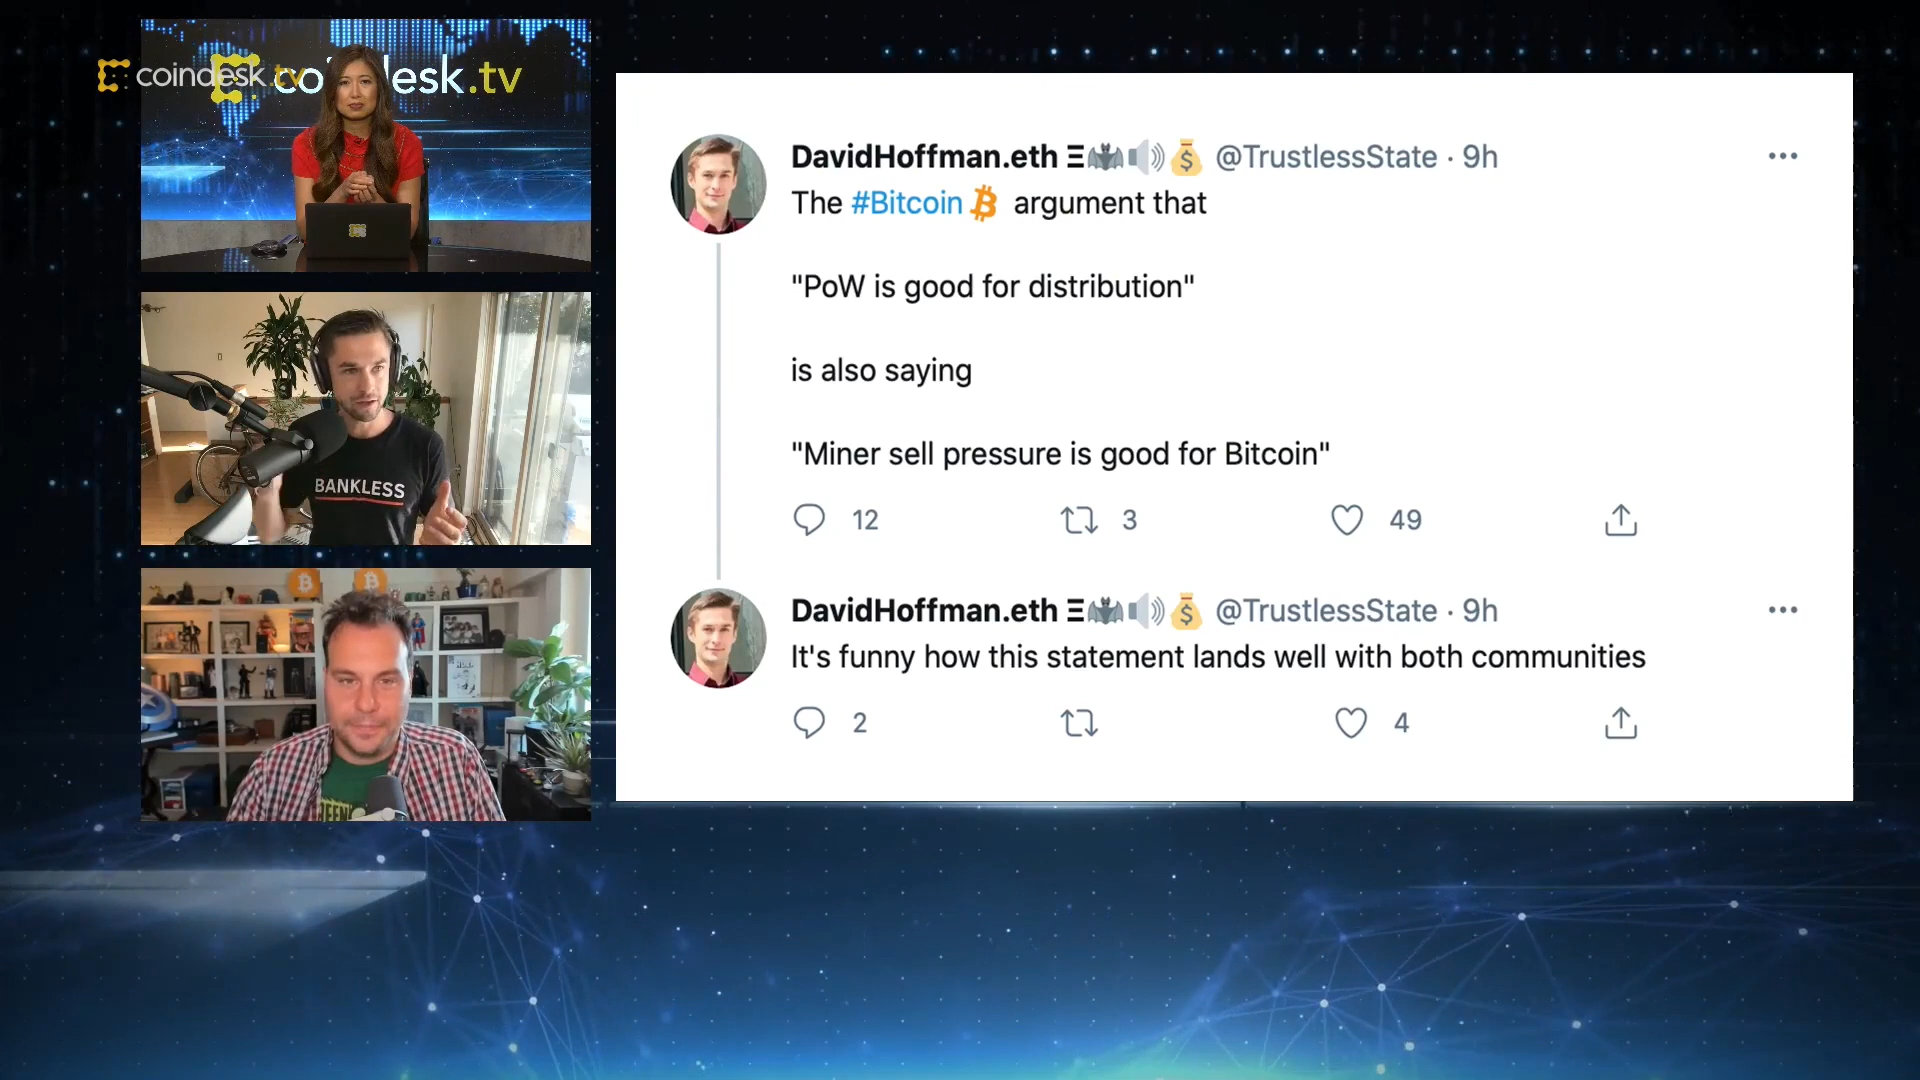 coindesk.tv
coindesk.tv
BANKLESS
DavidHoffman.eth Ξ🦇🔊💰 @TrustlessState · 9h
The #Bitcoin argument that
"PoW is good for distribution"
is also saying
"Miner sell pressure is good for Bitcoin"
12 3 49
DavidHoffman.eth Ξ🦇🔊💰 @TrustlessState · 9h
It's funny how this statement lands well with both communities
2 4